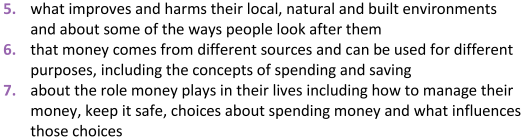 5. what improves and harms their local, natural and built environments
and about some of the ways people look after them
6. that money comes from different sources and can be used for different
purposes, including the concepts of spending and saving
7. about the role money plays in their lives including how to manage their
money, keep it safe, choices about spending money and what influences
those choices